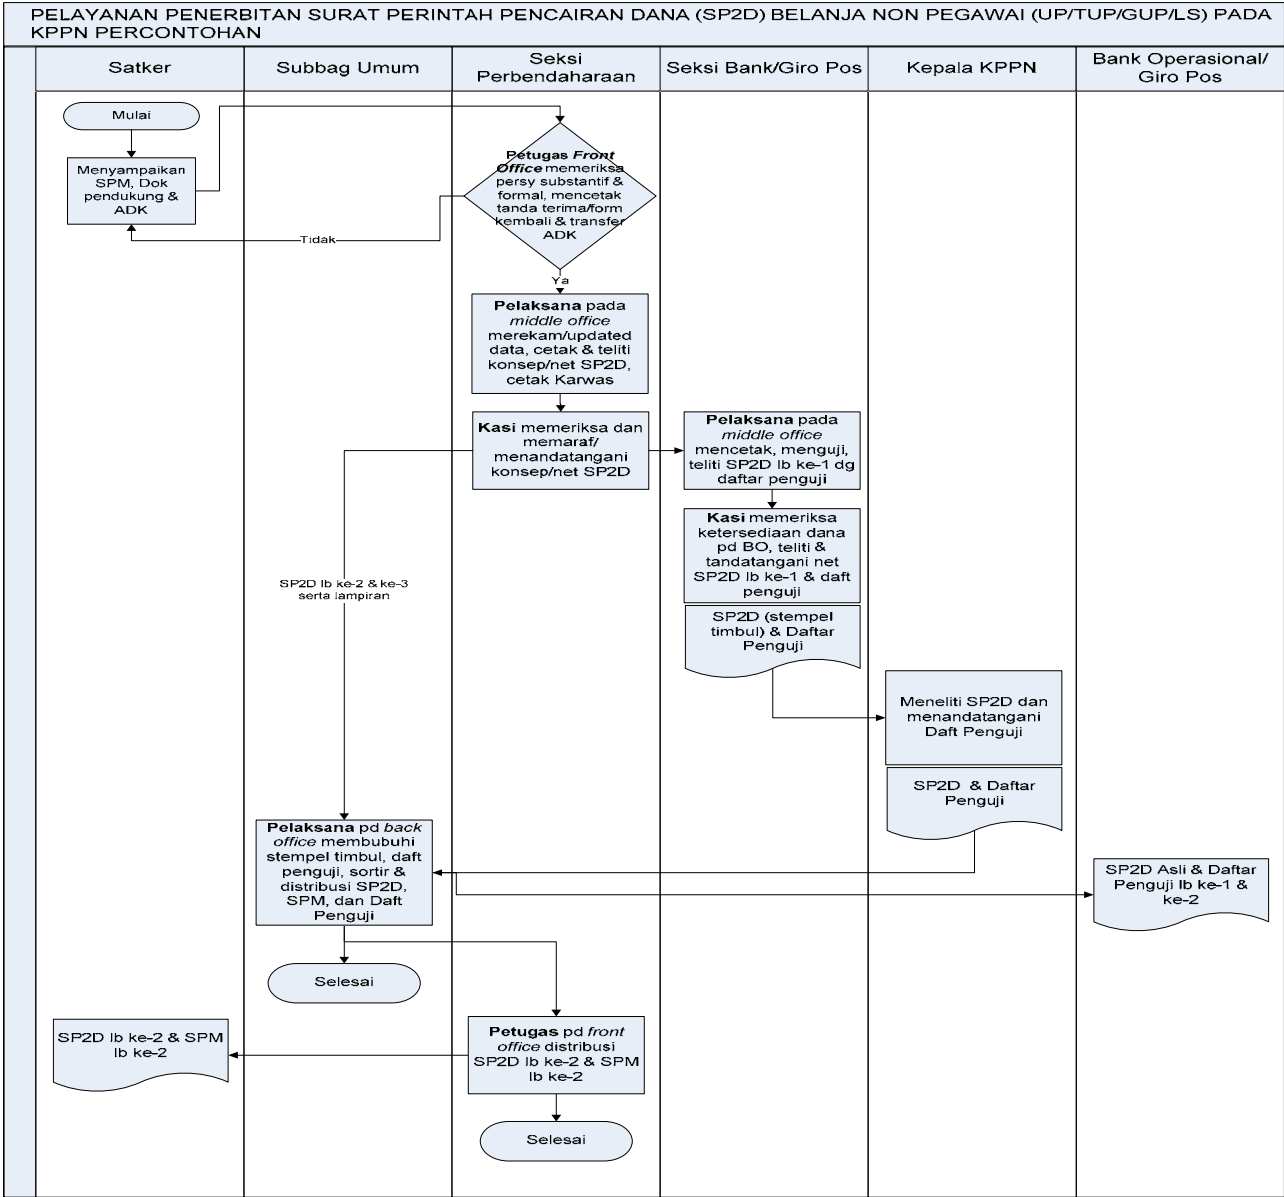 PELAYANAN PENERBITAN SURAT PERINTAH PENCAIRAN DANA (SP2D) BELANJA NON PEGAWAI (UP/TUP/GUP/LS) PADA
KPPN PERCONTOHAN
Satker
Subbag Umum
Seksi
Perbendaharaan
Seksi Bank/Giro Pos
Kepala KPPN
Bank Operasional/
Giro Pos
Mulai
Menyampaikan
SPM, Dok
pendukung &
ADK
Petugas Front
Office memeriksa
persy substantif &
formal, mencetak
tanda terima/form
kembali & transfer
ADK
Tidak
Ya
Pelaksana pada
middle office
merekam/updated
data, cetak & teliti
konsep/net SP2D,
cetak Karwas
Kasi memeriksa dan
memaraf/
menandatangani
konsep/net SP2D
Pelaksana pada
middle office
mencetak, menguji,
teliti SP2D lb ke-1 dg
daftar penguji
Kasi memeriksa
ketersediaan dana
pd BO, teliti &
tandatangani net
SP2D lb ke-1 & daft
penguji
SP2D lb ke-2 & ke-3
serta lampiran
SP2D (stempel
timbul) & Daftar
Penguji
Meneliti SP2D dan
menandatangani
Daft Penguji
SP2D & Daftar
Penguji
Pelaksana pd back
office membubuhi
stempel timbul, daft
penguji, sortir &
distribusi SP2D,
SPM, dan Daft
Penguji
SP2D Asli & Daftar
Penguji lb ke-1 &
ke-2
Selesai
SP2D lb ke-2 & SPM
lb ke-2
Petugas pd front
office distribusi
SP2D lb ke-2 & SPM
lb ke-2
Selesai